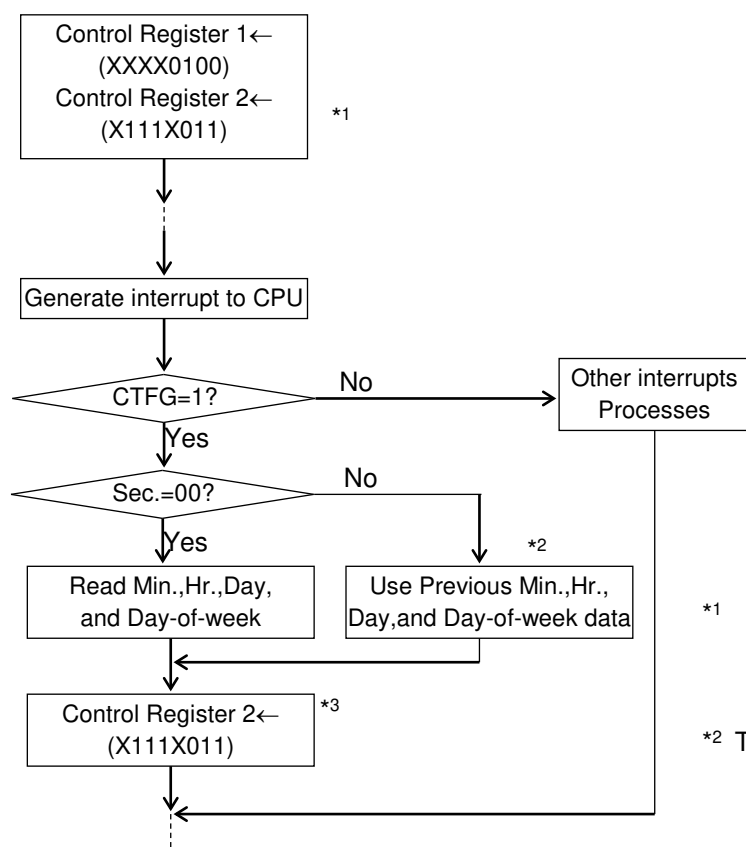 Control Register 1←
(XXXX0100)
Control Register 2←
(X111X011)
*1
Generate interrupt to CPU
CTFG=1?
No
Other interrupts
Processes
Yes
Sec.=00?
No
Yes
*2
Read Min.,Hr.,Day,
and Day-of-week
Use Previous Min.,Hr.,
Day,and Day-of-week data
*1
Control Register 2←
(X111X011)
*3
*2 T